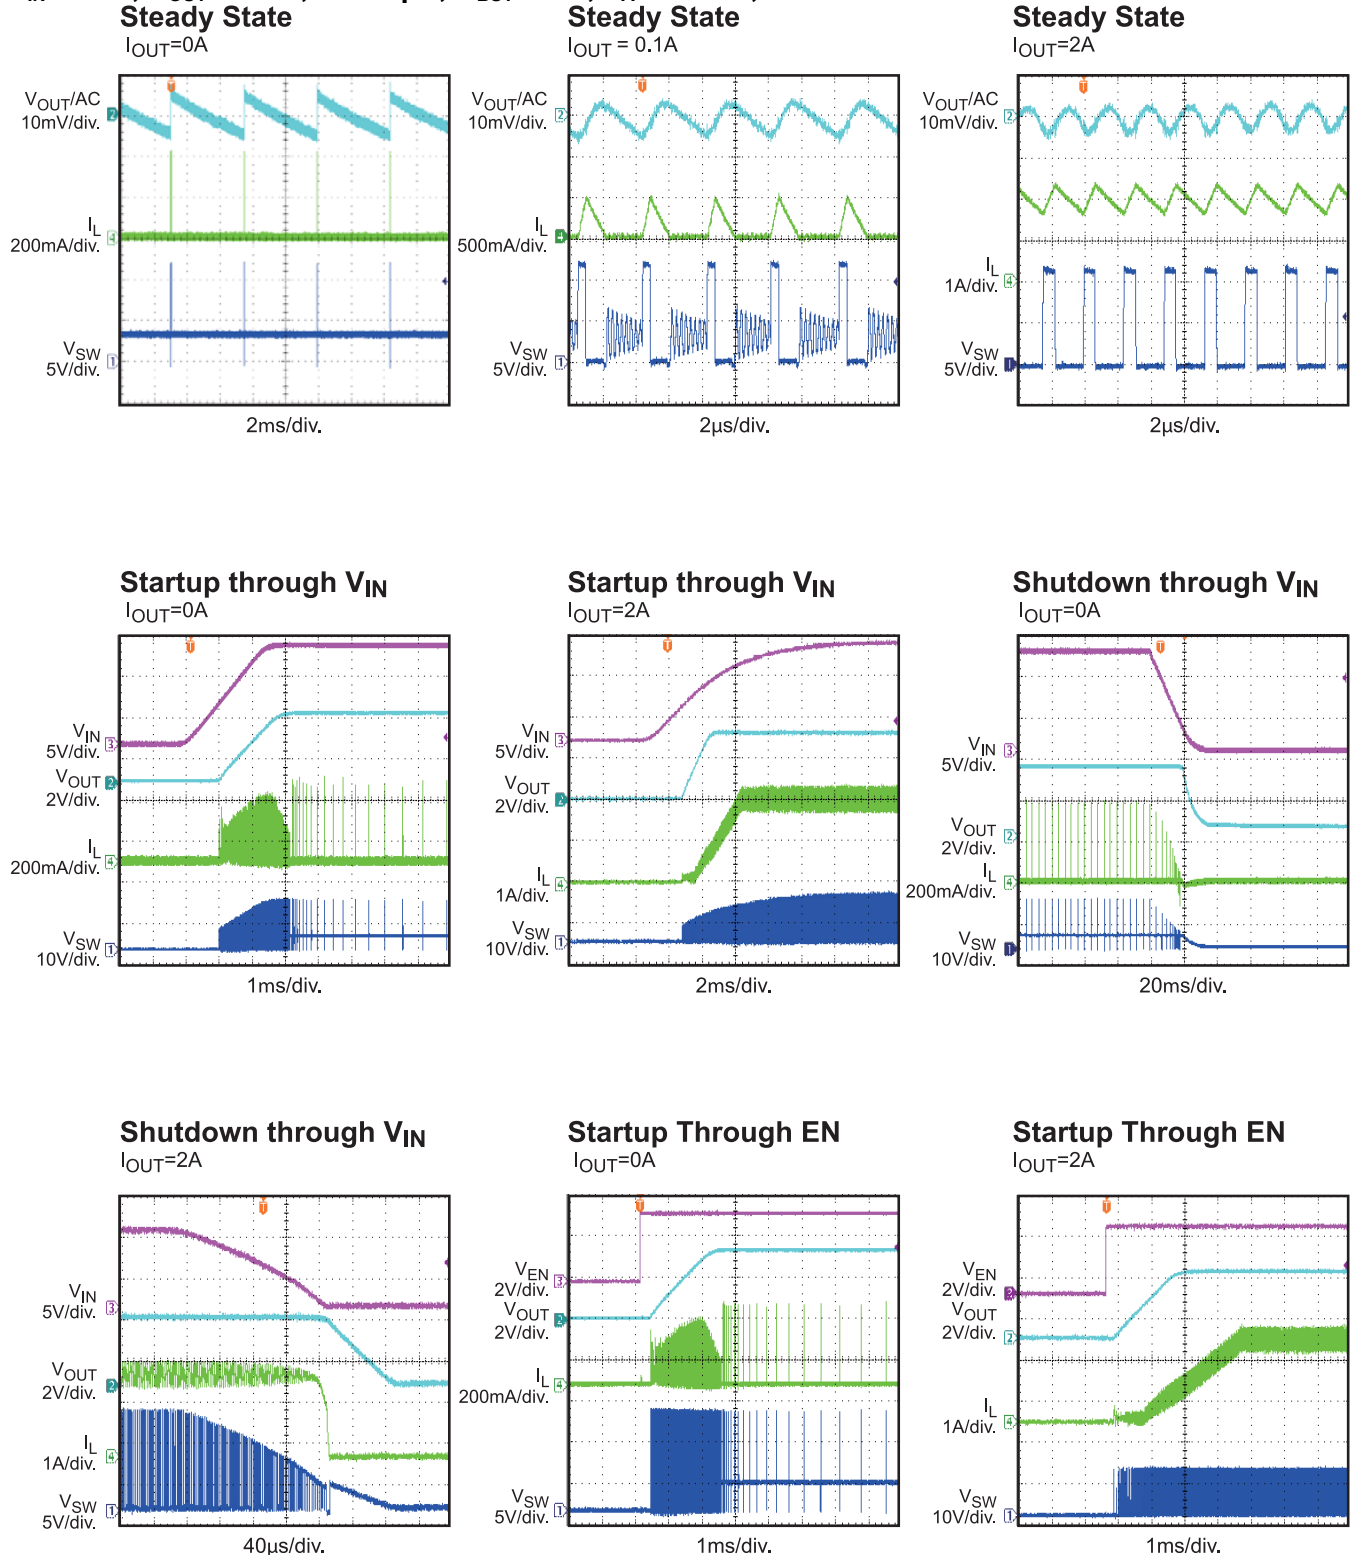 Steady State
IOUT=0A
VOUT/AC
10mV/div.
IL
200mA/div.
VSW
5V/div.
2ms/div.
Steady State
IOUT = 0.1A
VOUT/AC
10mV/div.
IL
500mA/div.
VSW
5V/div.
2µs/div.
Steady State
IOUT=2A
VOUT/AC
10mV/div.
IL
1A/div.
VSW
5V/div.
2µs/div.
Startup through VIN
IOUT=0A
VIN
5V/div.
VOUT
2V/div.
IL
200mA/div.
VSW
10V/div.
1ms/div.
Startup through VIN
IOUT=2A
VIN
5V/div.
VOUT
2V/div.
IL
1A/div.
VSW
10V/div.
2ms/div.
Shutdown through VIN
IOUT=0A
VIN
5V/div.
VOUT
2V/div.
IL
200mA/div.
VSW
10V/div.
20ms/div.
Shutdown through VIN
IOUT=2A
VIN
5V/div.
VOUT
2V/div.
IL
1A/div.
VSW
5V/div.
40µs/div.
Startup Through EN
IOUT=0A
VEN
2V/div.
VOUT
2V/div.
IL
200mA/div.
VSW
5V/div.
1ms/div.
Startup Through EN
IOUT=2A
VEN
2V/div.
VOUT
2V/div.
IL
1A/div.
VSW
10V/div.
1ms/div.